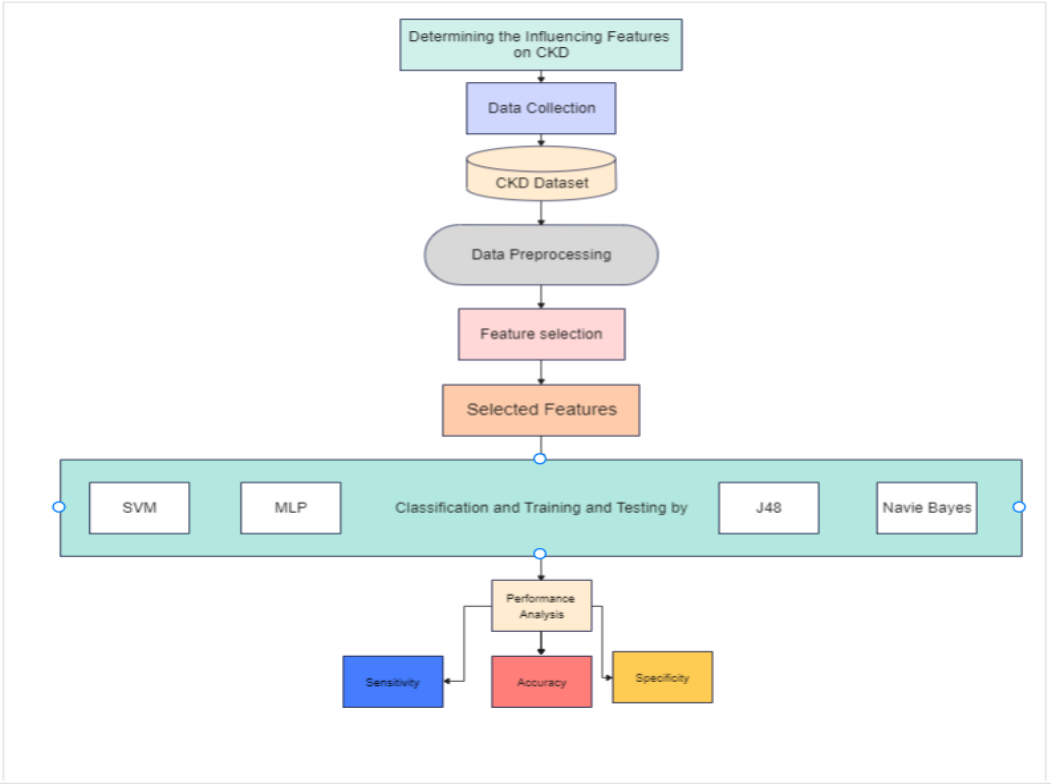 Determining the Influencing Features
on CKD
Data Collection
CKD Dataset
Data Preprocessing
Feature selection
Selected Features
SVM
MLP
Classification and Training and Testing by
J48
Navie Bayes
Performance
Analysis
Sensitivity
Accuracy
Specificity